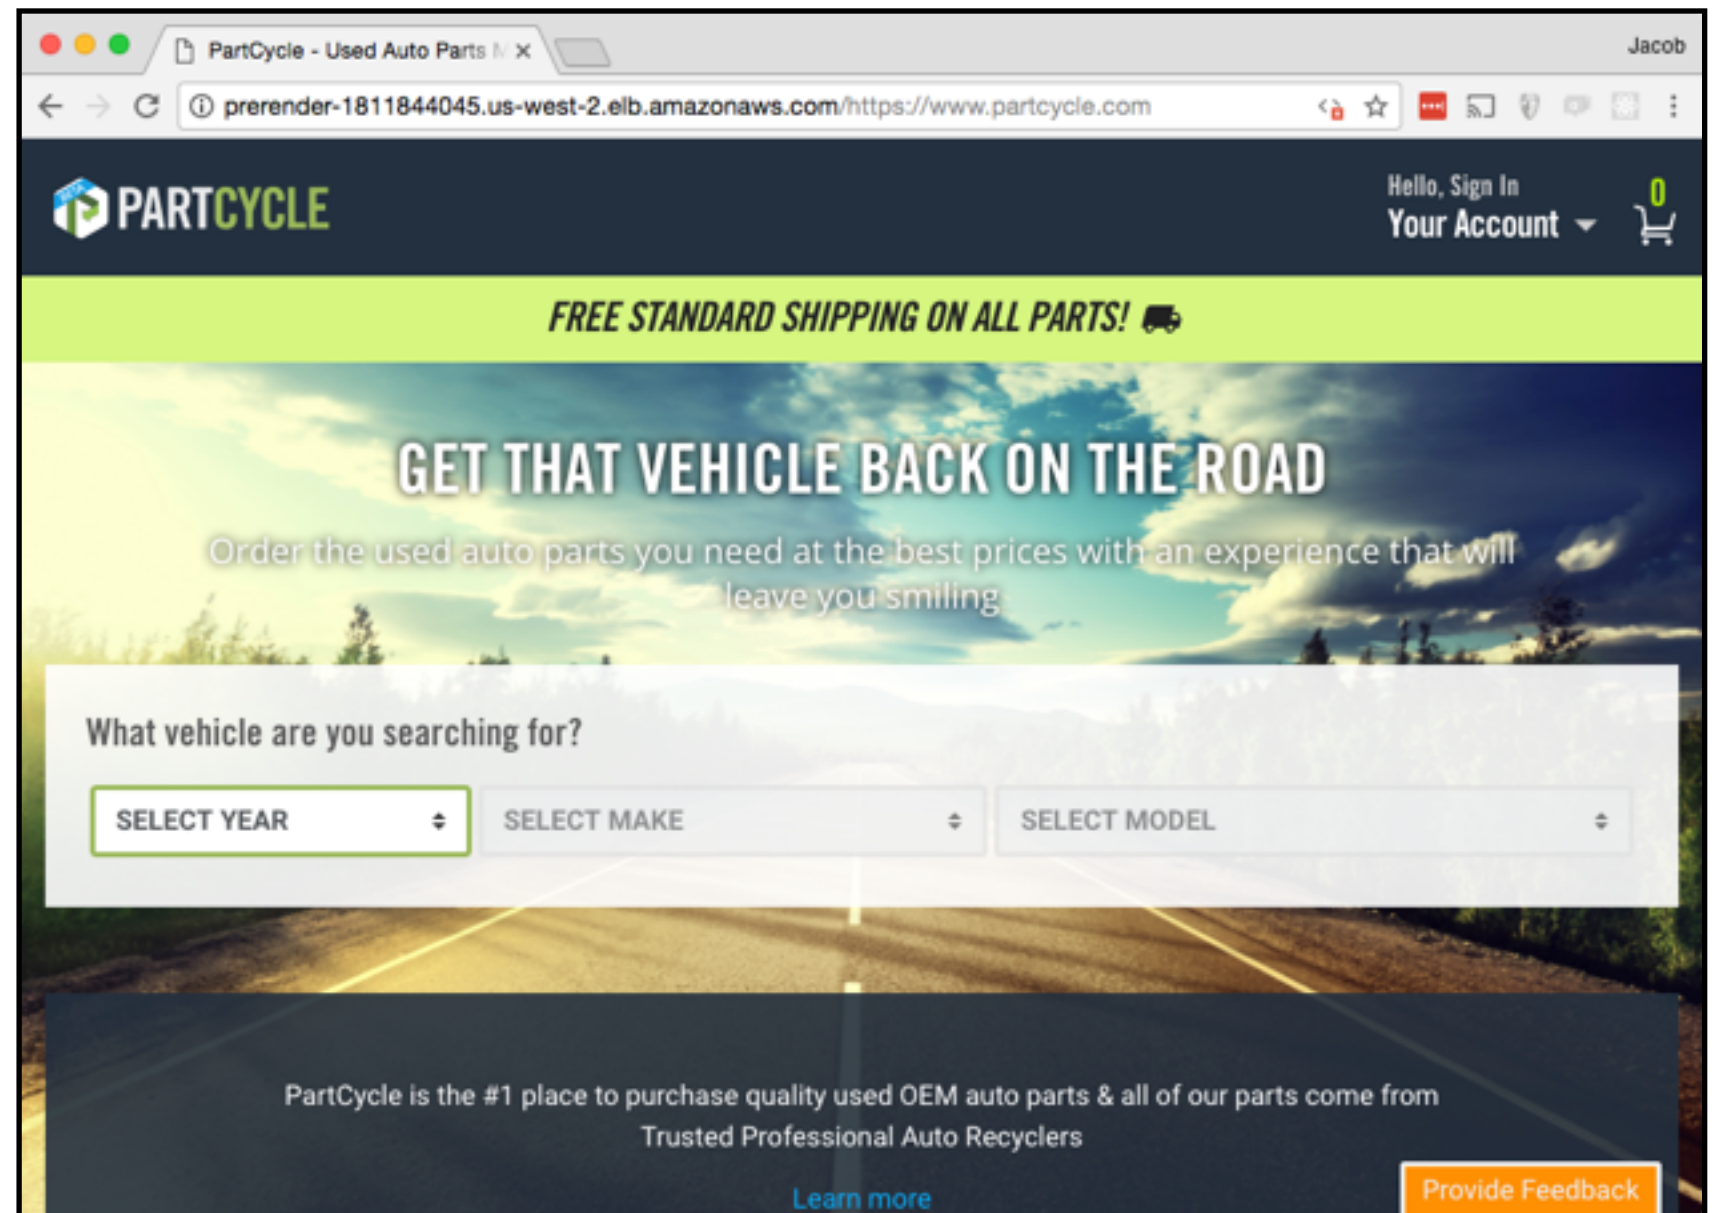 PartCycle - Used Auto Parts M
Jacob
prerender-1811844045.us-west-2.elb.amazonaws.com/https://www.partcycle.com
BETA
PARTCYCLE
Hello, Sign In
Your Account
0
FREE STANDARD SHIPPING ON ALL PARTS!
GET THAT VEHICLE BACK ON THE ROAD
Order the used auto parts you need at the best prices with an experience that will
leave you smiling
What vehicle are you searching for?
SELECT YEAR
SELECT MAKE
SELECT MODEL
PartCycle is the #1 place to purchase quality used OEM auto parts & all of our parts come from
Trusted Professional Auto Recyclers
Learn more
Provide Feedback